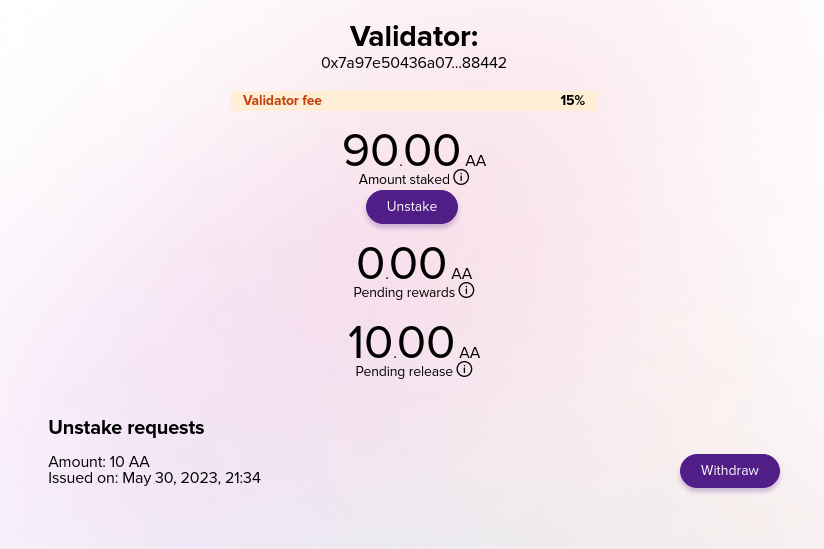 Validator:
0x7a97e50436a07...88442
Validator fee 15%
90.00 AA
Amount staked
Unstake
0.00 AA
Pending rewards
10.00 AA
Pending release
Unstake requests
Amount: 10 AA
Issued on: May 30, 2023, 21:34
Withdraw